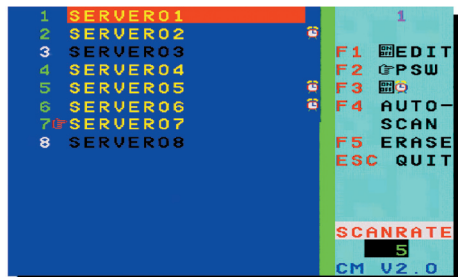 1 SERVER01
2 SERVER02
3 SERVER03
4 SERVER04
5 SERVER05
6 SERVER06
7 SERVER07
8 SERVER08
1
F1 EDIT
F2 PSW
F3
F4 AUTO-
SCAN
F5 ERASE
ESC QUIT
SCANRATE
5
CM V2.0